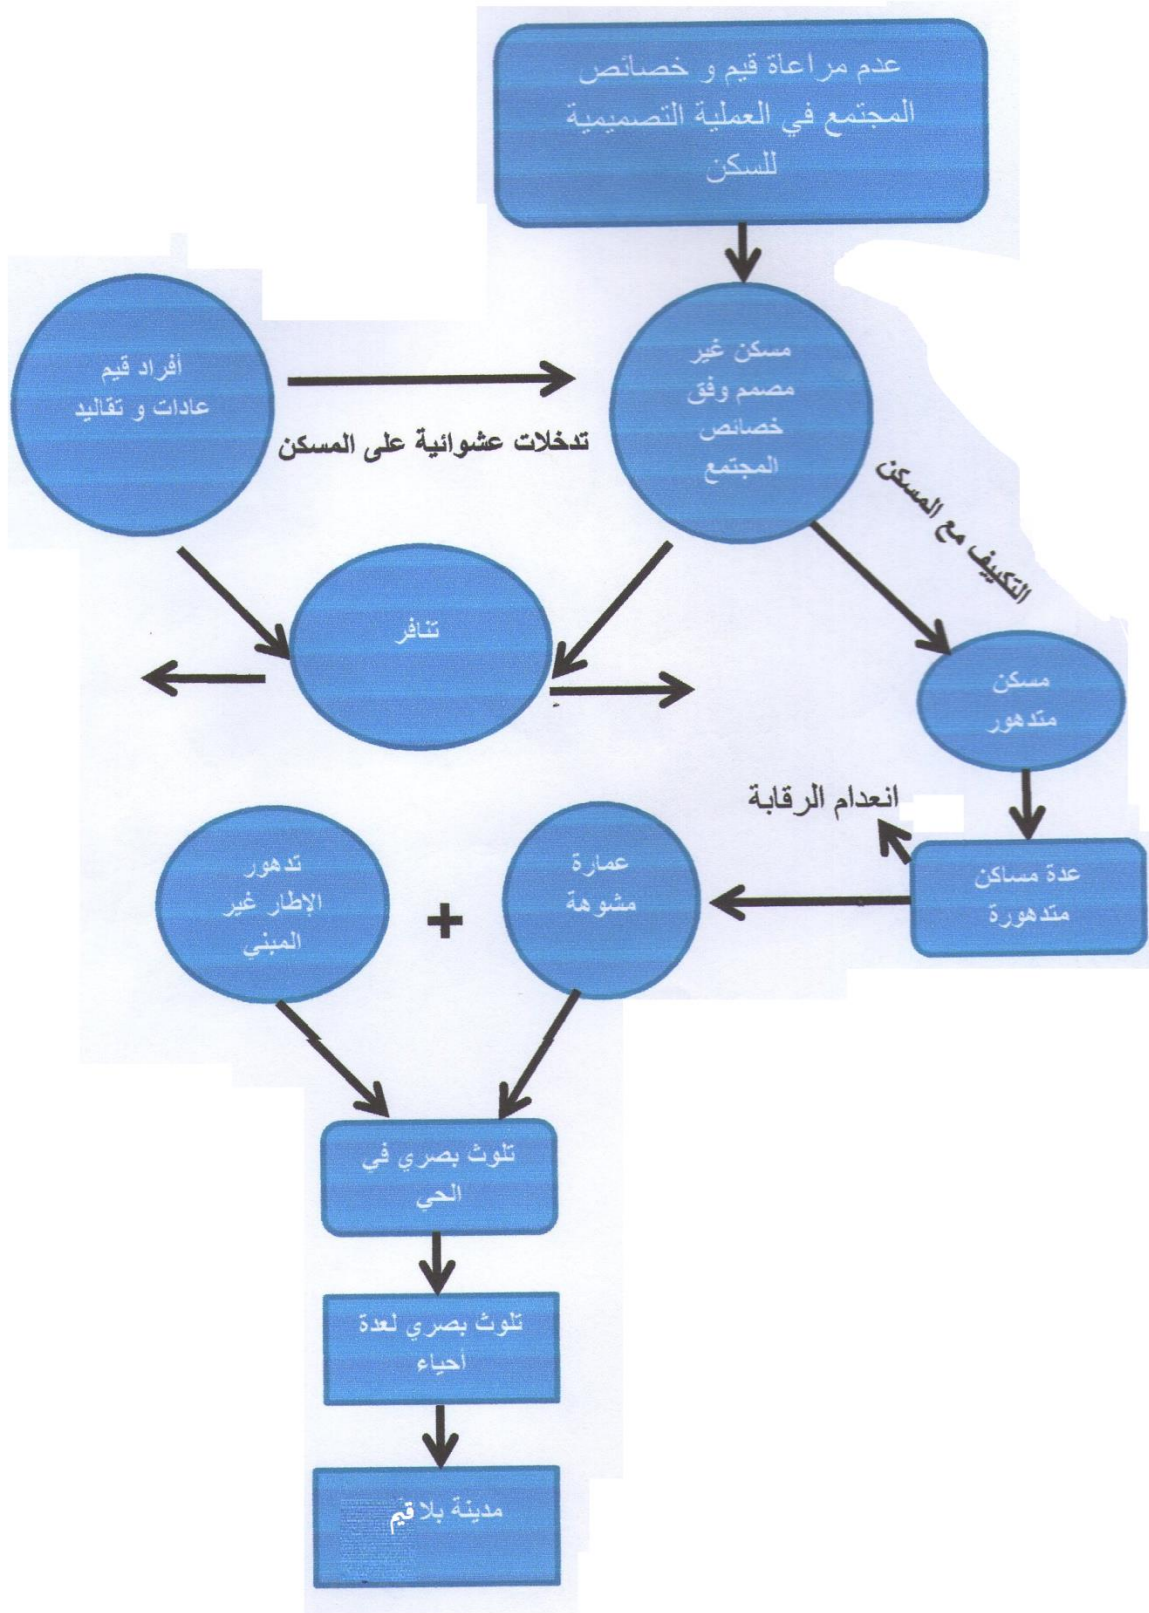 عدم مراعاة قيم و خصائص
المجتمع في العملية التصميمية
للسكن
مسكن غير
مصمم وفق
خصائص
المجتمع
أفراد قيم
عادات و تقاليد
تدخلات عشوائية على المسكن
التكييف مع المسكن
تنافر
مسكن
متدهور
انعدام الرقابة
عدة مساكن
متدهورة
عمارة
مشوهة
+
تدهور
الإطار غير
المبني
تلوث بصري في
الحي
تلوث بصري لعدة
أحياء
مدينة بلا قيم